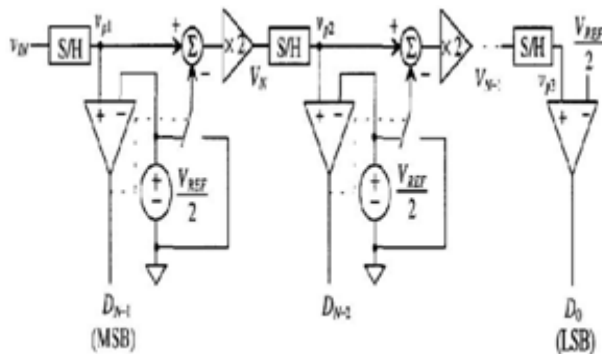 v_IN S/H v_p1 + Σ − ×2 V_N S/H v_p2 + Σ − ×2 ... V_N-1 S/H v_p3 V_REF/2
+ − + − V_REF/2
+ − + − V_REF/2
+ −
D_N-1
(MSB)
D_N-2
D_0
(LSB)